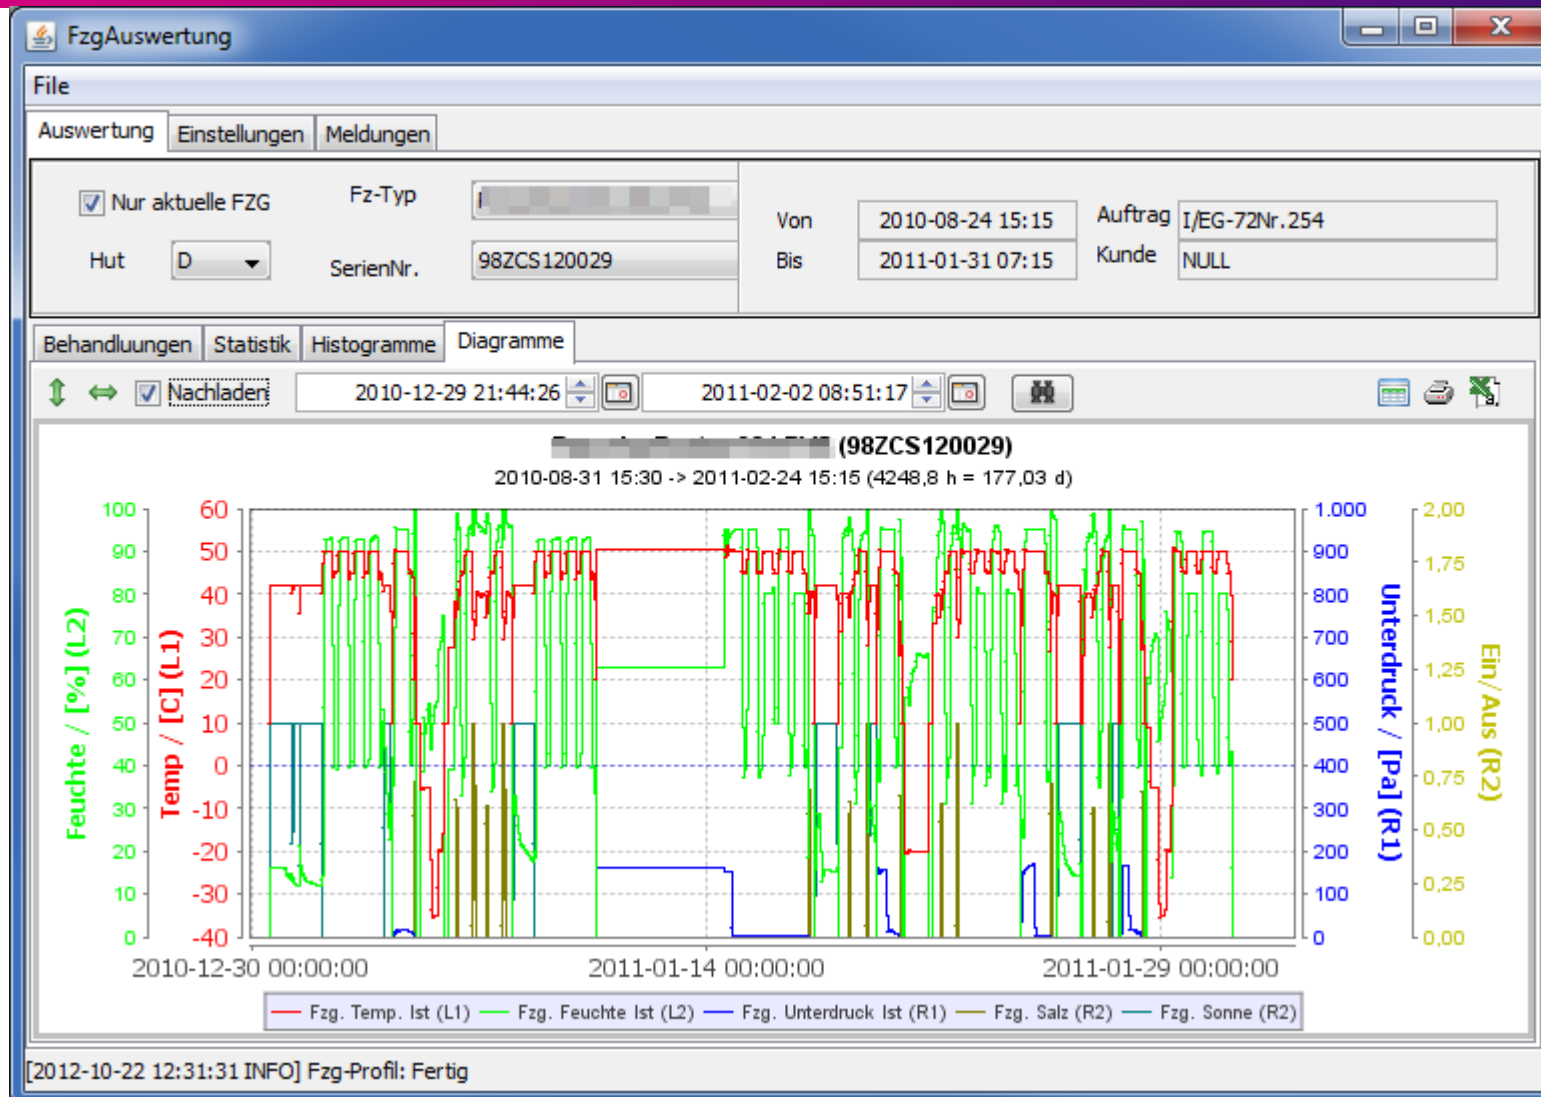 FzgAuswertung
File
Auswertung Einstellungen Meldungen
Nur aktuelle FZG Fz-Typ
Hut D SerienNr. 98ZCS120029
Von 2010-08-24 15:15 Auftrag I/EG-72Nr.254
Bis 2011-01-31 07:15 Kunde NULL
Behandluungen Statistik Histogramme Diagramme
Nachladen 2010-12-29 21:44:26 2011-02-02 08:51:17
(98ZCS120029)
2010-08-31 15:30 -> 2011-02-24 15:15 (4248,8 h = 177,03 d)
Feuchte / [%] (L2)
100
90
80
70
60
50
40
30
20
10
0
Temp / [C] (L1)
60
50
40
30
20
10
0
-10
-20
-30
-40
1.000
900
800
700
600
500
400
300
200
100
0
Unterdruck / [Pa] (R1)
2,00
1,75
1,50
1,25
1,00
0,75
0,50
0,25
0,00
Ein/Aus (R2)
2010-12-30 00:00:00 2011-01-14 00:00:00 2011-01-29 00:00:00
Fzg. Temp. Ist (L1) Fzg. Feuchte Ist (L2) Fzg. Unterdruck Ist (R1) Fzg. Salz (R2) Fzg. Sonne (R2)
[2012-10-22 12:31:31 INFO] Fzg-Profil: Fertig